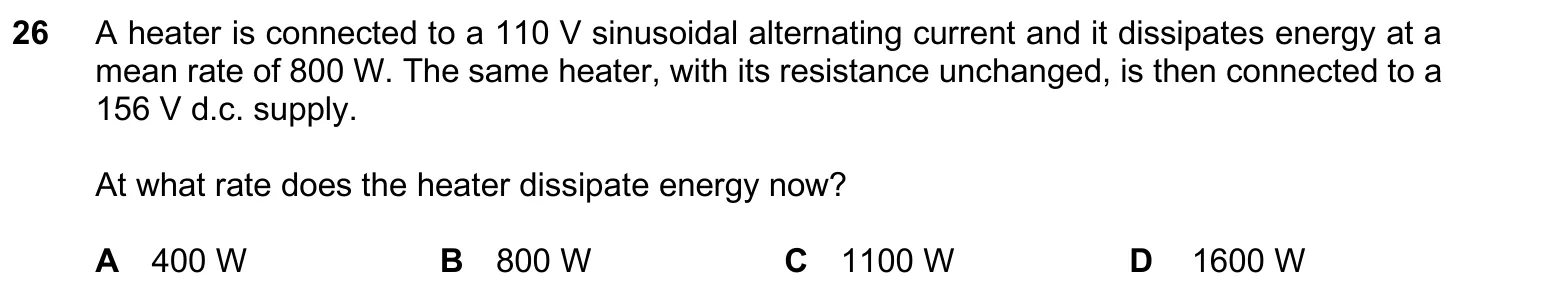 26 A heater is connected to a 110 V sinusoidal alternating current and it dissipates energy at a
mean rate of 800 W. The same heater, with its resistance unchanged, is then connected to a
156 V d.c. supply.
At what rate does the heater dissipate energy now?
A 400 W B 800 W C 1100 W D 1600 W